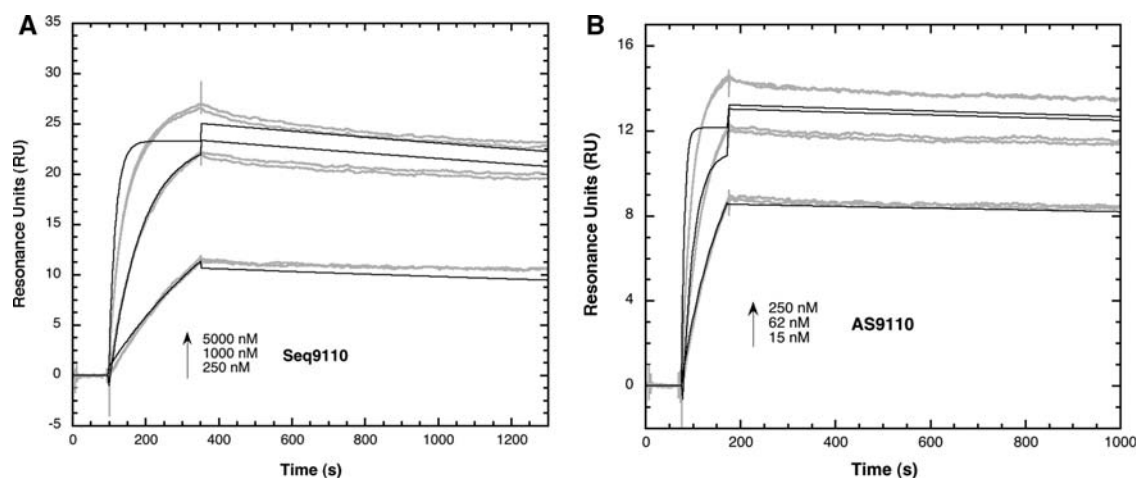 A
Resonance Units (RU)
35
30
25
20
15
10
5
0
-5
5000 nM
1000 nM
250 nM
Seq9110
0 200 400 600 800 1000 1200
Time (s)
B
Resonance Units (RU)
16
12
8
4
0
250 nM
62 nM
15 nM
AS9110
0 200 400 600 800 1000
Time (s)